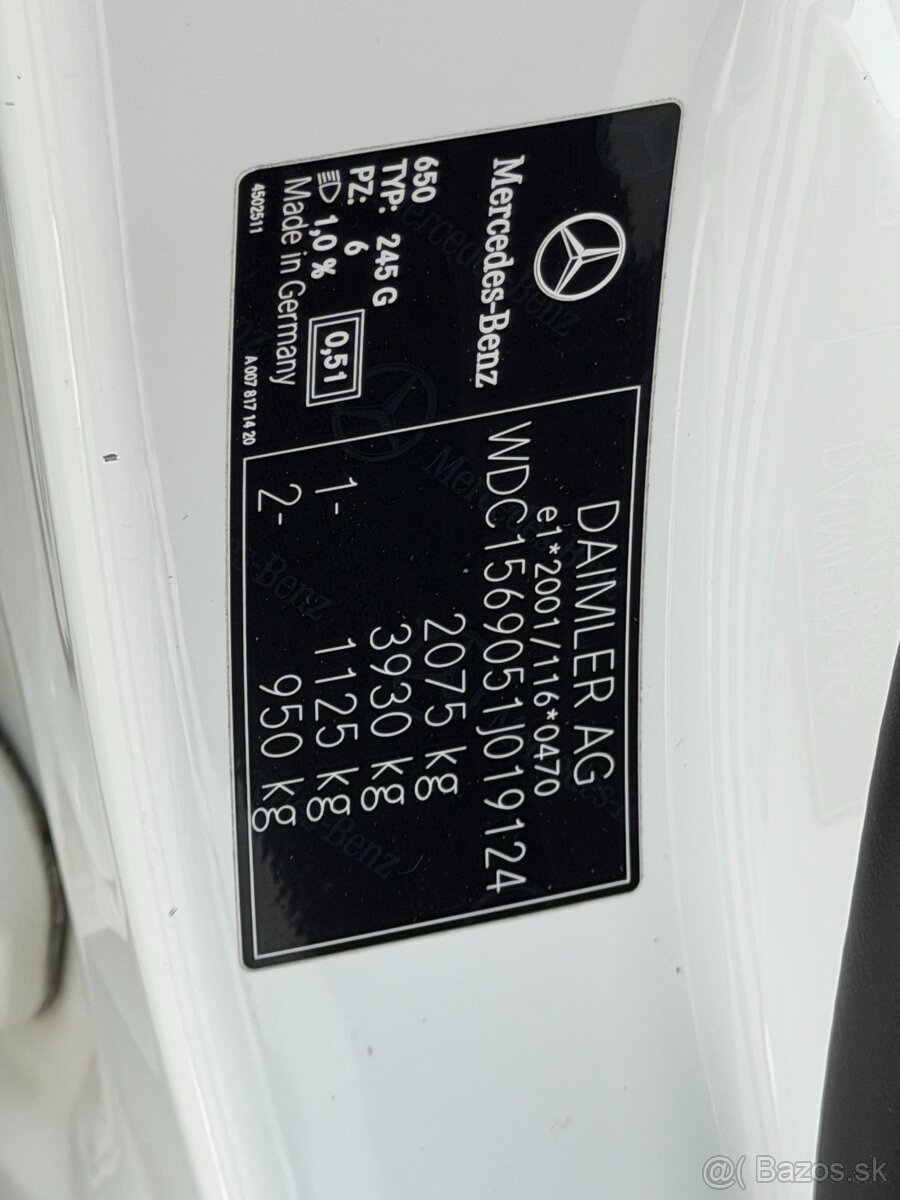 Mercedes-Benz
650
TYP: 245 G
PZ: 6
1,0 %
0,51
Made in Germany
4502511
A 007 817 14 20
DAIMLER AG
e1*2001/116*0470
WDC1569051J019124
2075 kg
3930 kg
1- 1125 kg
2- 950 kg
@( Bazos.sk